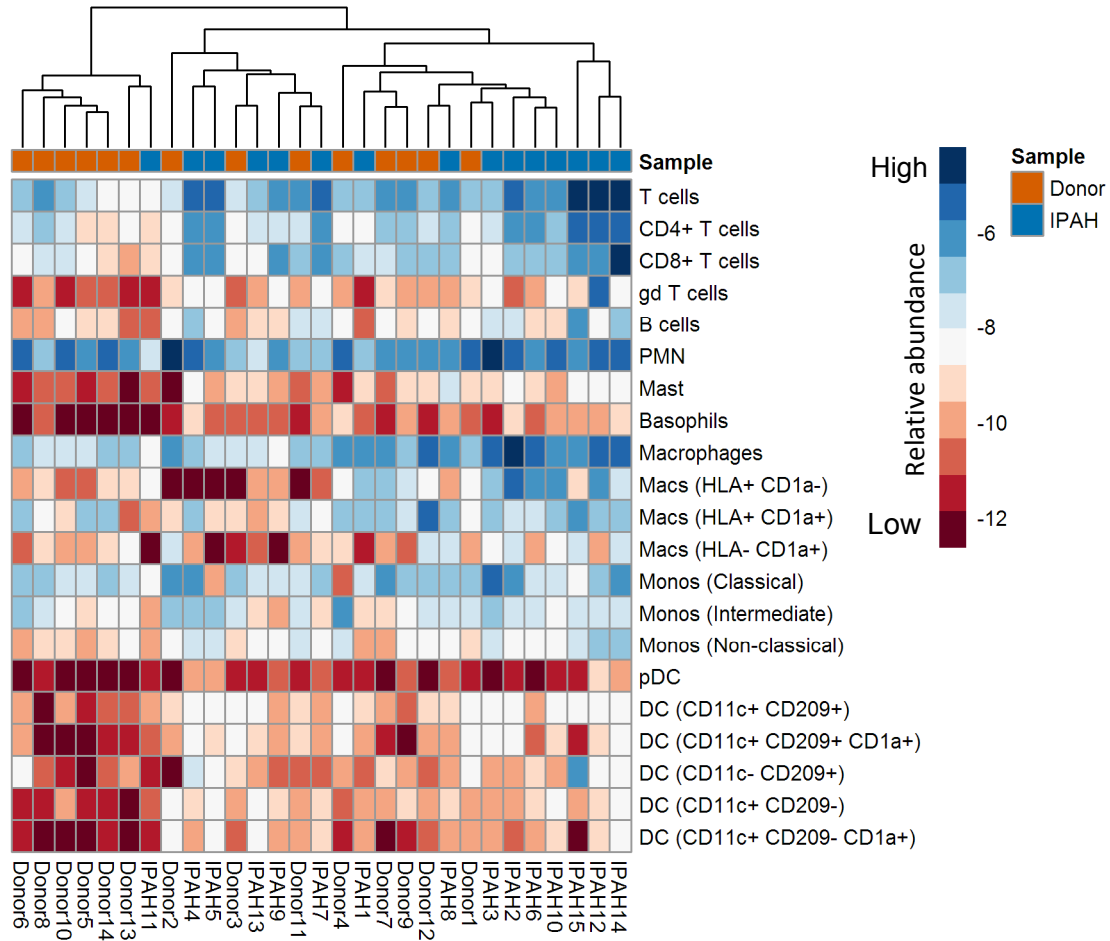 Sample
T cells
CD4+ T cells
CD8+ T cells
gd T cells
B cells
PMN
Mast
Basophils
Macrophages
Macs (HLA+ CD1a-)
Macs (HLA+ CD1a+)
Macs (HLA- CD1a+)
Monos (Classical)
Monos (Intermediate)
Monos (Non-classical)
pDC
DC (CD11c+ CD209+)
DC (CD11c+ CD209+ CD1a+)
DC (CD11c- CD209+)
DC (CD11c+ CD209-)
DC (CD11c+ CD209- CD1a+)
Donor6
Donor8
Donor10
Donor5
Donor14
Donor13
IPAH11
Donor2
IPAH4
IPAH5
Donor3
IPAH13
IPAH9
Donor11
IPAH7
Donor4
IPAH1
Donor7
Donor9
Donor12
IPAH8
Donor1
IPAH3
IPAH2
IPAH6
IPAH10
IPAH15
IPAH12
IPAH14
High
Low
Relative abundance
-6
-8
-10
-12
Sample
Donor
IPAH